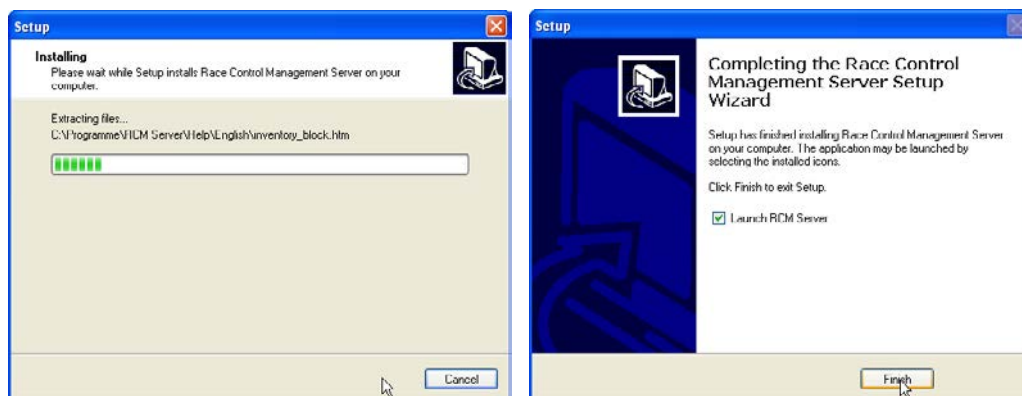 Setup
Installing
Please wait while Setup installs Race Control Management Server on your
computer.
Extracting files...
C:\Programme\RCM Server\Help\English\inventory_block.htm
Cancel
Setup
Completing the Race Control
Management Server Setup
Wizard
Setup has finished installing Race Control Management Server
on your computer. The application may be launched by
selecting the installed icons.
Click Finish to exit Setup.
Launch RCM Server
Finish